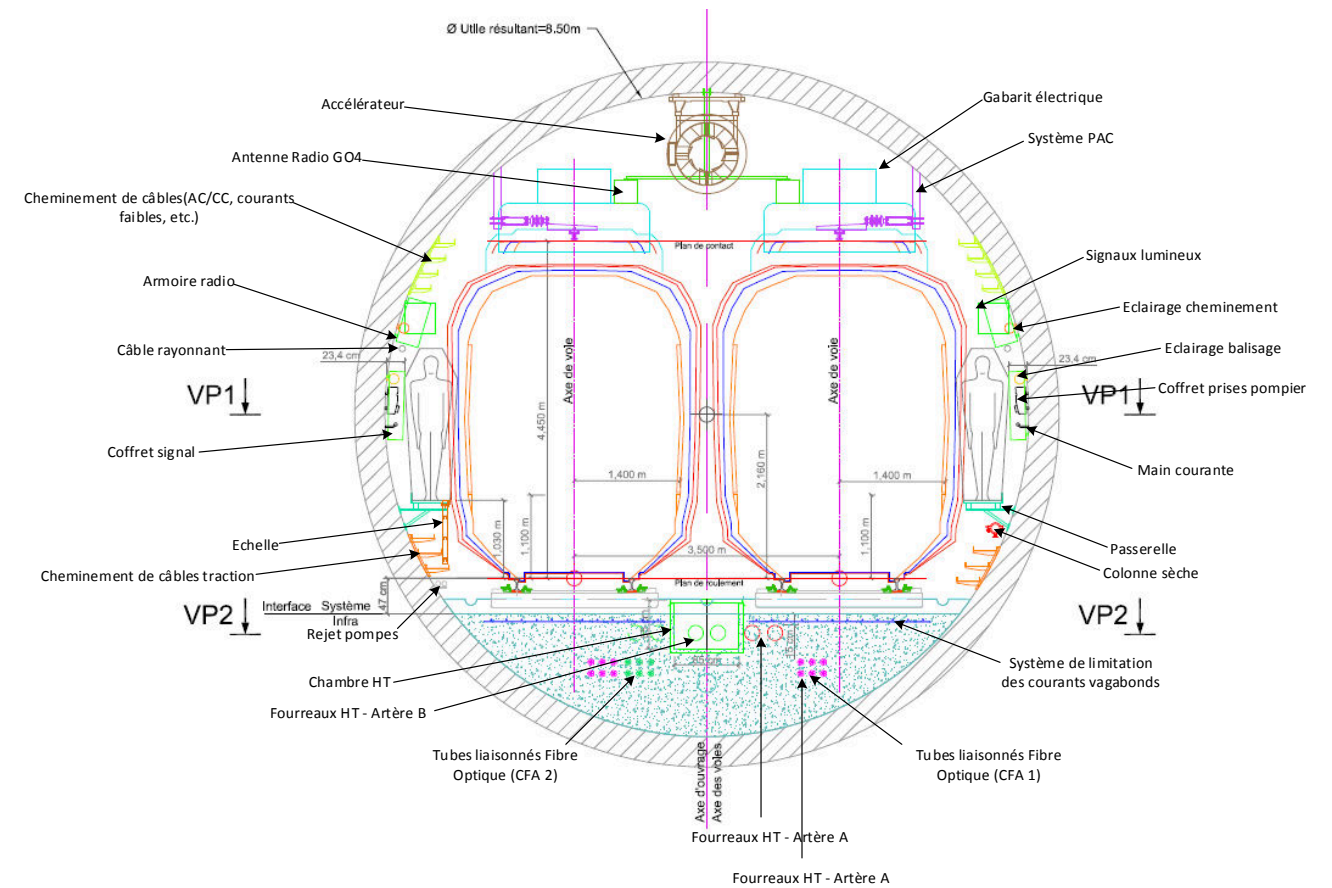 Ø Utile résultant=8.50m
Accélérateur
Gabarit électrique
Système PAC
Antenne Radio GO4
Cheminement de câbles(AC/CC, courants
faibles, etc.)
Plan de contact
Signaux lumineux
Armoire radio
Eclairage cheminement
Câble rayonnant
Eclairage balisage
23,4 cm
23,4 cm
Axe de voie
Axe de voie
VP1
VP1
Coffret prises pompier
4,450 m
2,160 m
Coffret signal
Main courante
1,400 m
1,400 m
1,030 m
1,100 m
1,100 m
Echelle
3,500 m
Passerelle
Cheminement de câbles traction
Colonne sèche
Plan de roulement
47 cm
VP2
Interface Système
Infra
VP2
Rejet pompes
15 cm
85 cm
Système de limitation
des courants vagabonds
Chambre HT
Fourreaux HT - Artère B
Tubes liaisonnés Fibre
Optique (CFA 2)
Tubes liaisonnés Fibre
Optique (CFA 1)
Axe d'ouvrage
Axe des voies
Fourreaux HT - Artère A
Fourreaux HT - Artère A